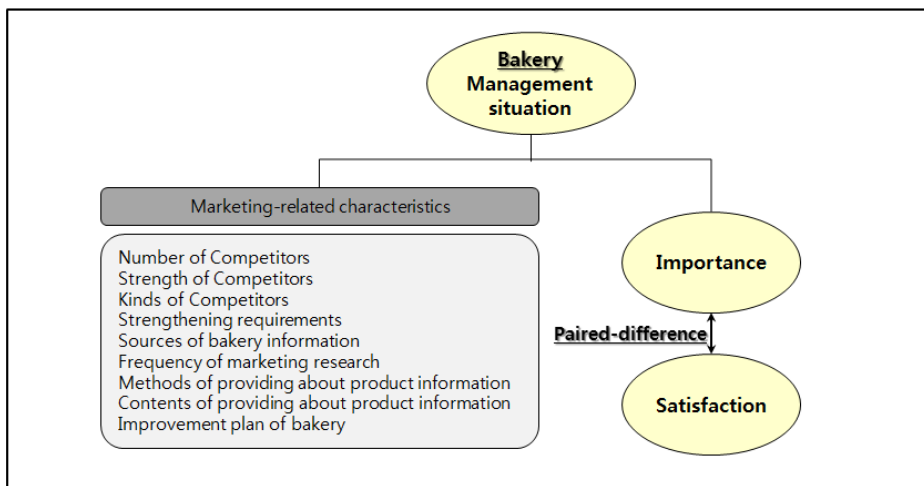 Bakery
Management
situation
Marketing-related characteristics
Number of Competitors
Strength of Competitors
Kinds of Competitors
Strengthening requirements
Sources of bakery information
Frequency of marketing research
Methods of providing about product information
Contents of providing about product information
Improvement plan of bakery
Importance
Paired-difference
Satisfaction